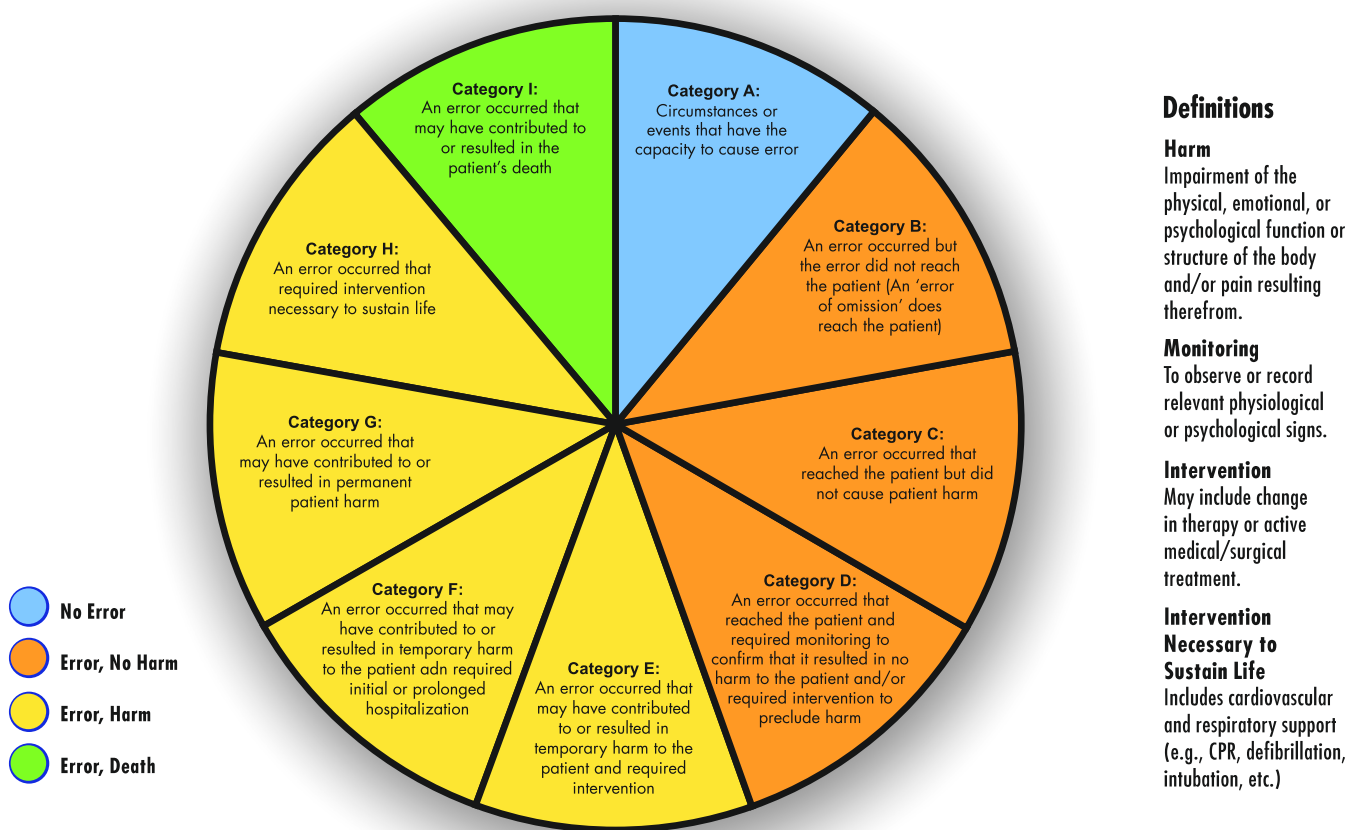 Category I:
An error occurred that
may have contributed to
or resulted in the
patient's death
Category A:
Circumstances or
events that have the
capacity to cause error
Category B:
An error occurred but
the error did not reach
the patient (An ‘error
of omission’ does
reach the patient)
Category C:
An error occurred that
reached the patient but did
not cause patient harm
Category D:
An error occurred that
reached the patient and
required monitoring to
confirm that it resulted in no
harm to the patient and/or
required intervention to
preclude harm
Category E:
An error occurred that
may have contributed
to or resulted in
temporary harm to the
patient and required
intervention
Category F:
An error occurred that may
have contributed to or
resulted in temporary harm
to the patient adn required
initial or prolonged
hospitalization
Category G:
An error occurred that
may have contributed to or
resulted in permanent
patient harm
Category H:
An error occurred that
required intervention
necessary to sustain life
No Error
Error, No Harm
Error, Harm
Error, Death
Definitions
Harm
Impairment of the
physical, emotional, or
psychological function or
structure of the body
and/or pain resulting
therefrom.
Monitoring
To observe or record
relevant physiological
or psychological signs.
Intervention
May include change
in therapy or active
medical/surgical
treatment.
Intervention
Necessary to
Sustain Life
Includes cardiovascular
and respiratory support
(e.g., CPR, defibrillation,
intubation, etc.)